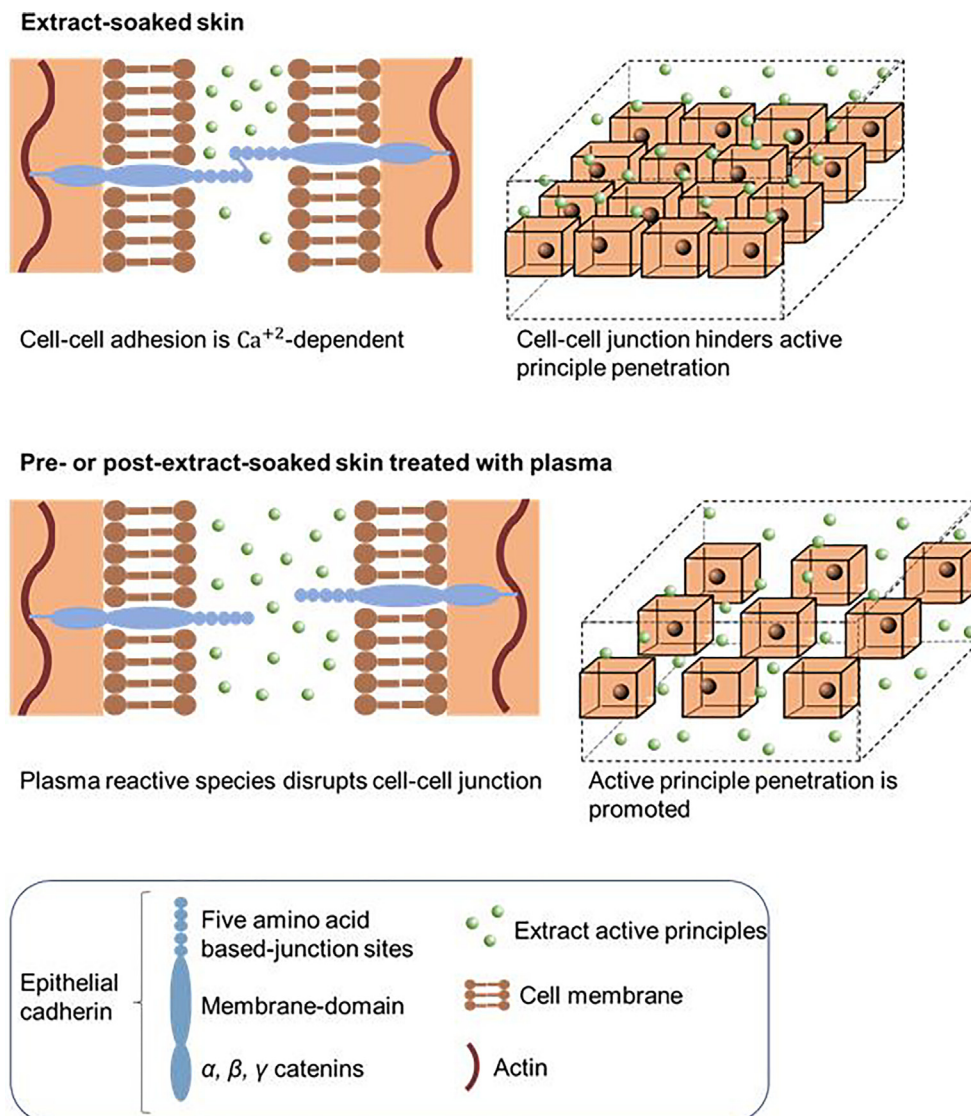 Extract-soaked skin
Cell-cell adhesion is Ca⁺²-dependent
Cell-cell junction hinders active
principle penetration
Pre- or post-extract-soaked skin treated with plasma
Plasma reactive species disrupts cell-cell junction
Active principle penetration is
promoted
Epithelial
cadherin
Five amino acid
based-junction sites
Membrane-domain
α, β, γ catenins
Extract active principles
Cell membrane
Actin